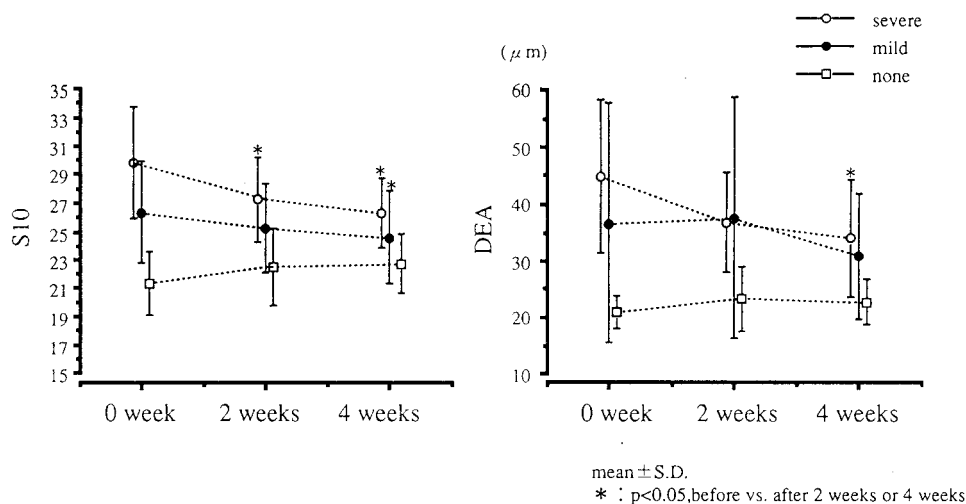 severe
mild
none
S10
35
33
31
29
27
25
23
21
19
17
15
*
* *
0 week 2 weeks 4 weeks
(μm)
DEA
60
50
40
30
20
10
*
0 week 2 weeks 4 weeks
mean±S.D.
* : p<0.05,before vs. after 2 weeks or 4 weeks